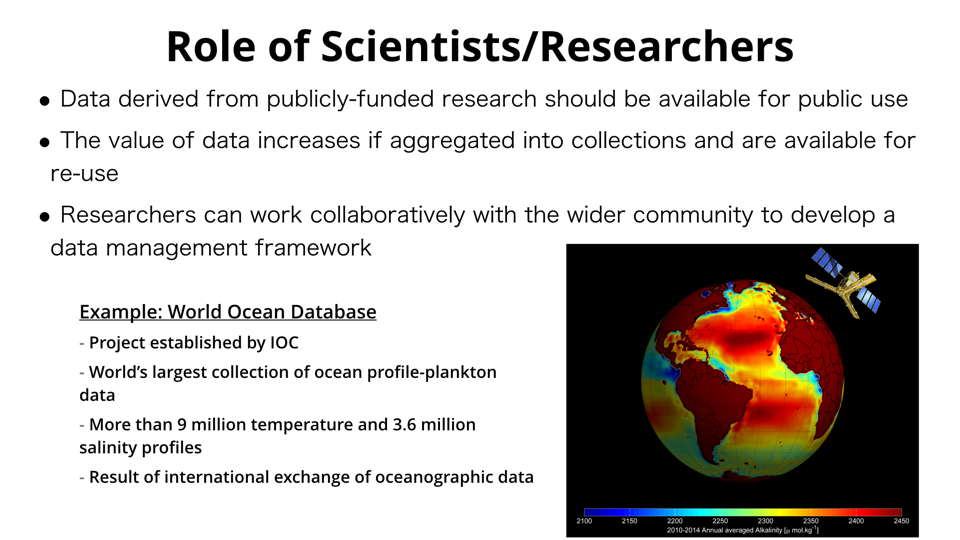 Role of Scientists/Researchers
● Data derived from publicly-funded research should be available for public use
● The value of data increases if aggregated into collections and are available for
re-use
● Researchers can work collaboratively with the wider community to develop a
data management framework
Example: World Ocean Database
- Project established by IOC
- World’s largest collection of ocean profile-plankton
data
- More than 9 million temperature and 3.6 million
salinity profiles
- Result of international exchange of oceanographic data
2100 2150 2200 2250 2300 2350 2400 2450
2010-2014 Annual averaged Alkalinity [μ mol.kg⁻¹]